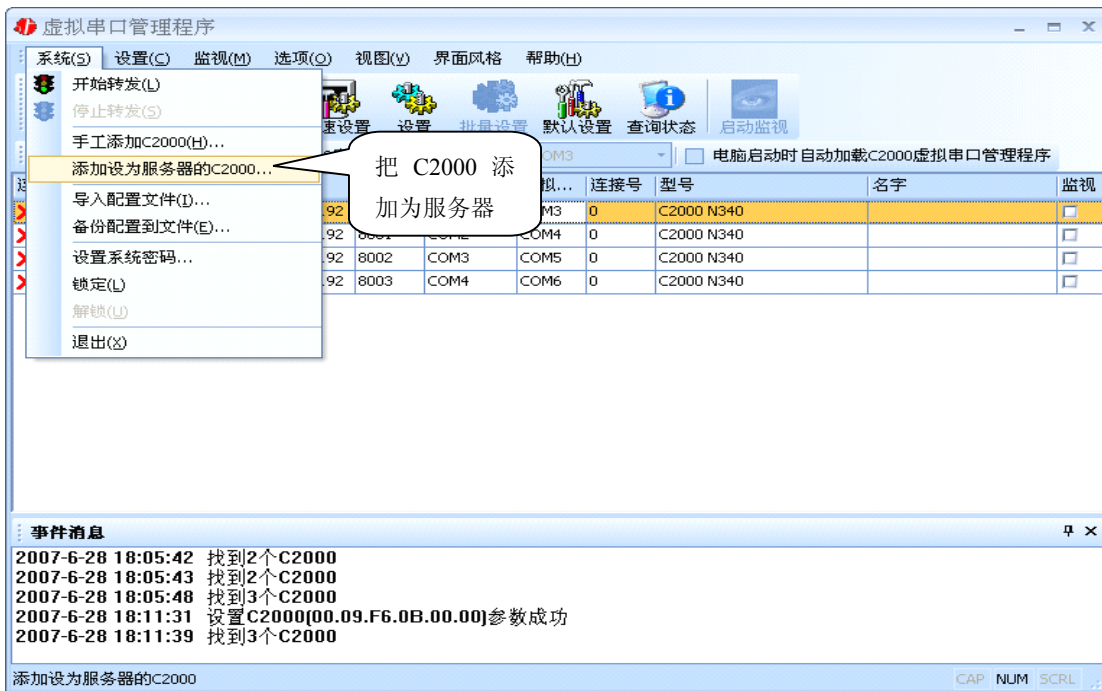 虚拟串口管理程序
系统(S) 设置(C) 监视(M) 选项(O) 视图(V) 界面风格 帮助(H)
开始转发(L)
停止转发(S)
手工添加C2000(H)...
添加设为服务器的C2000...
导入配置文件(I)...
备份配置到文件(E)...
设置系统密码...
锁定(L)
解锁(U)
退出(X)
速设置 设置 批量设置 默认设置 查询状态 启动监视
把 C2000 添
加为服务器
COM3 电脑启动时自动加载C2000虚拟串口管理程序
拟... 连接号 型号 名字 监视
.92 M3 0 C2000 N340
.92 8001 COM2 COM4 0 C2000 N340
.92 8002 COM3 COM5 0 C2000 N340
.92 8003 COM4 COM6 0 C2000 N340
事件消息
2007-6-28 18:05:42 找到2个C2000
2007-6-28 18:05:43 找到2个C2000
2007-6-28 18:05:48 找到3个C2000
2007-6-28 18:11:31 设置C2000(00.09.F6.0B.00.00)参数成功
2007-6-28 18:11:39 找到3个C2000
添加设为服务器的C2000 CAP NUM SCRL